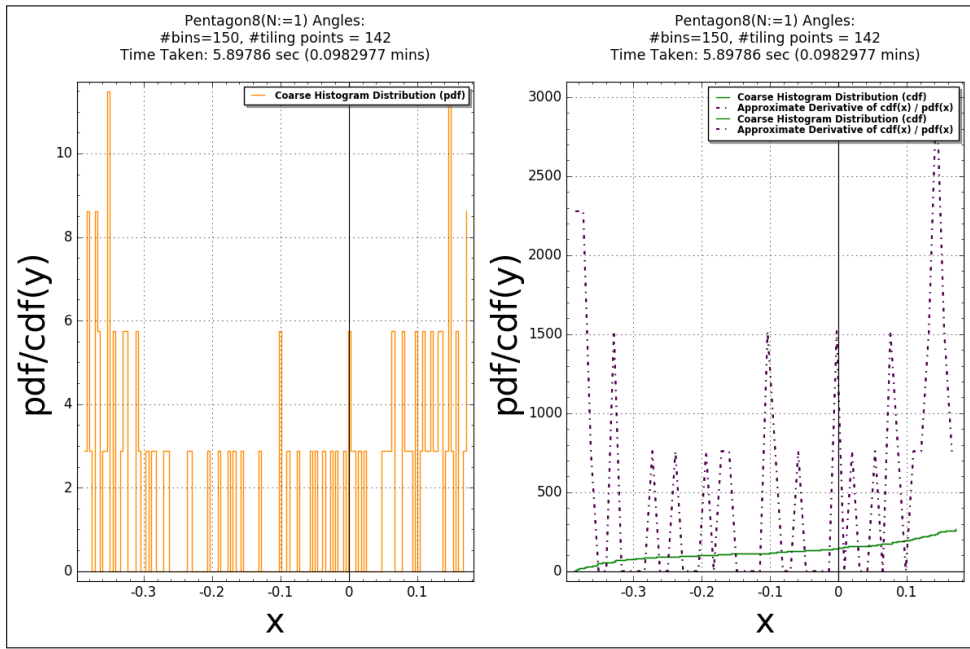 Pentagon8(N:=1) Angles:
#bins=150, #tiling points = 142
Time Taken: 5.89786 sec (0.0982977 mins)
Coarse Histogram Distribution (pdf)
10
8
6
4
2
0
-0.3
-0.2
-0.1
0
0.1
pdf/cdf(y)
x
Pentagon8(N:=1) Angles:
#bins=150, #tiling points = 142
Time Taken: 5.89786 sec (0.0982977 mins)
Coarse Histogram Distribution (cdf)
Approximate Derivative of cdf(x) / pdf(x)
Coarse Histogram Distribution (cdf)
Approximate Derivative of cdf(x) / pdf(x)
3000
2500
2000
1500
1000
500
0
-0.3
-0.2
-0.1
0
0.1
pdf/cdf(y)
x